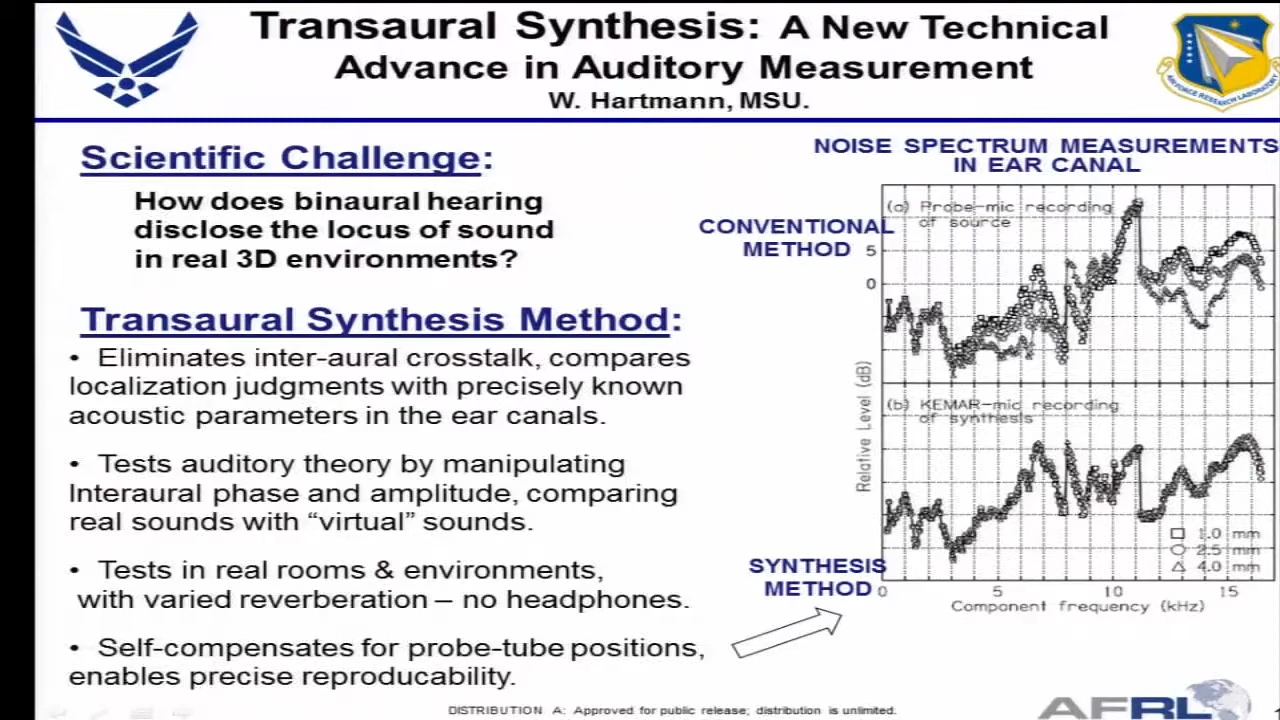 Transaural Synthesis: A New Technical
Advance in Auditory Measurement
W. Hartmann, MSU.
AIR FORCE RESEARCH LABORATORY
Scientific Challenge:
How does binaural hearing
disclose the locus of sound
in real 3D environments?
Transaural Synthesis Method:
• Eliminates inter-aural crosstalk, compares
localization judgments with precisely known
acoustic parameters in the ear canals.
• Tests auditory theory by manipulating
Interaural phase and amplitude, comparing
real sounds with “virtual” sounds.
• Tests in real rooms & environments,
with varied reverberation – no headphones.
• Self-compensates for probe-tube positions,
enables precise reproducability.
NOISE SPECTRUM MEASUREMENTS
IN EAR CANAL
CONVENTIONAL
METHOD
(a) Probe-mic recording
of source
5
0
Relative Level (dB)
(b) KEMAR-mic recording
of synthesis
□ 1.0 mm
○ 2.5 mm
△ 4.0 mm
SYNTHESIS
METHOD
0 5 10 15
Component frequency (kHz)
DISTRIBUTION A: Approved for public release; distribution is unlimited.
AFRL